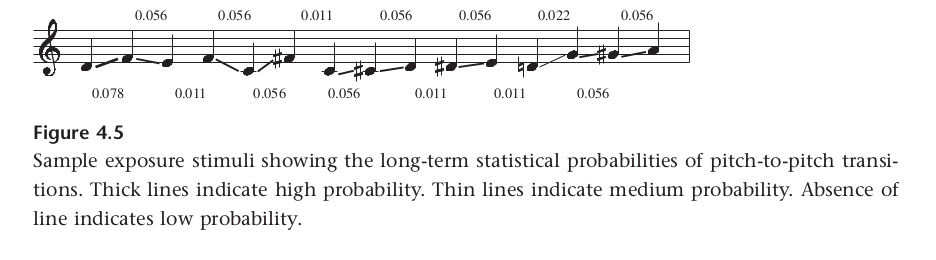 0.056 0.056 0.011 0.056 0.056 0.022 0.056
0.078 0.011 0.056 0.056 0.011 0.011 0.056
Figure 4.5
Sample exposure stimuli showing the long-term statistical probabilities of pitch-to-pitch transi-
tions. Thick lines indicate high probability. Thin lines indicate medium probability. Absence of
line indicates low probability.